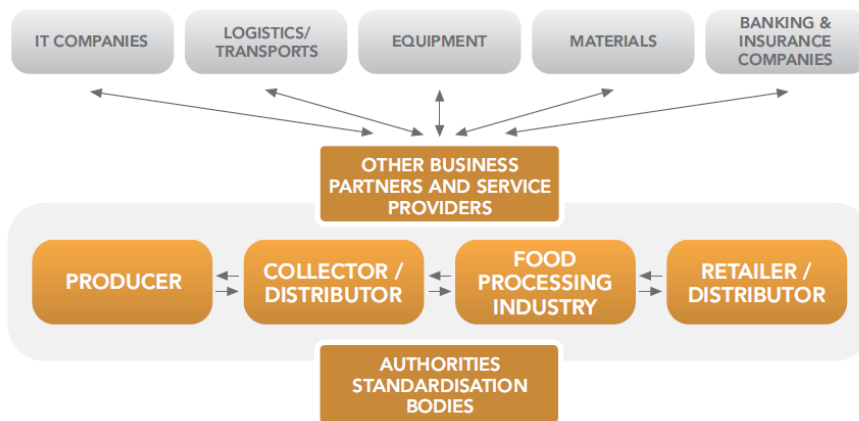 IT COMPANIES
LOGISTICS/
TRANSPORTS
EQUIPMENT
MATERIALS
BANKING &
INSURANCE
COMPANIES
OTHER BUSINESS
PARTNERS AND SERVICE
PROVIDERS
PRODUCER
COLLECTOR /
DISTRIBUTOR
FOOD
PROCESSING
INDUSTRY
RETAILER /
DISTRIBUTOR
AUTHORITIES
STANDARDISATION
BODIES